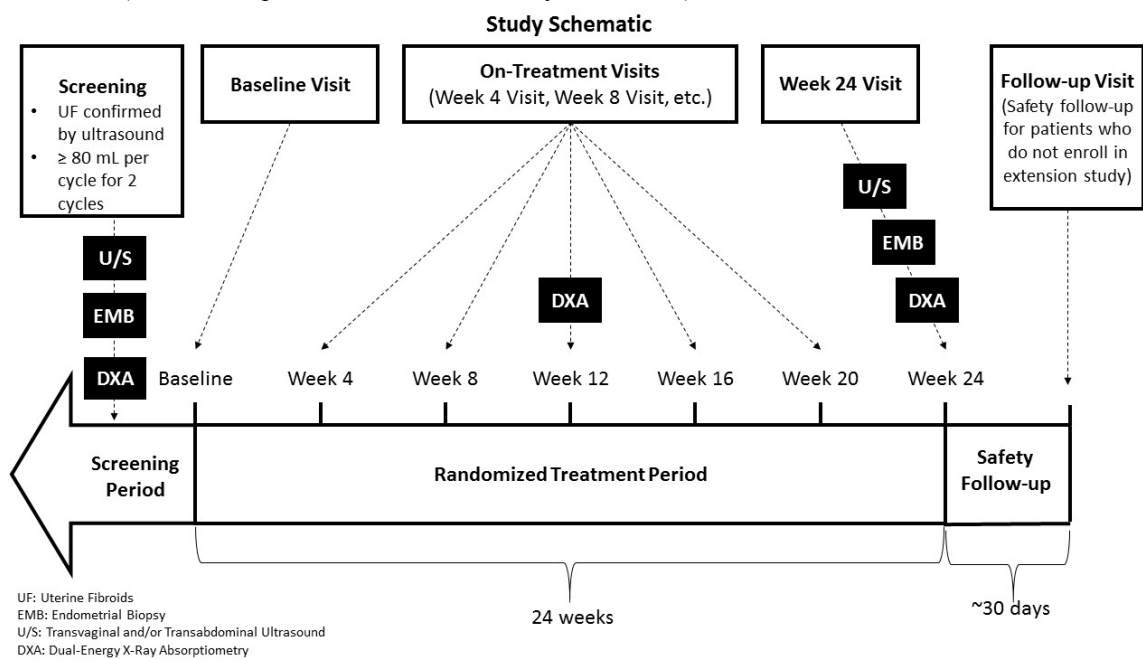 Study Schematic
Screening
• UF confirmed
by ultrasound
• ≥ 80 mL per
cycle for 2
cycles
Baseline Visit
On-Treatment Visits
(Week 4 Visit, Week 8 Visit, etc.)
Week 24 Visit
Follow-up Visit
(Safety follow-up
for patients who
do not enroll in
extension study)
U/S
EMB
DXA
DXA
U/S
EMB
DXA
Baseline
Week 4
Week 8
Week 12
Week 16
Week 20
Week 24
Screening
Period
Randomized Treatment Period
Safety
Follow-up
24 weeks
~30 days
UF: Uterine Fibroids
EMB: Endometrial Biopsy
U/S: Transvaginal and/or Transabdominal Ultrasound
DXA: Dual-Energy X-Ray Absorptiometry